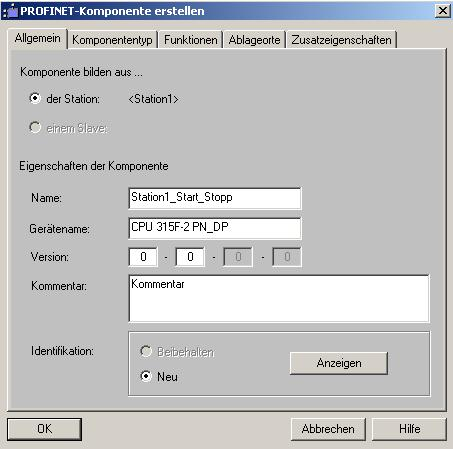 PROFINET-Komponente erstellen
Allgemein Komponententyp Funktionen Ablageorte Zusatzeigenschaften
Komponente bilden aus ...
der Station: <Station1>
einem Slave:
Eigenschaften der Komponente
Name: Station1_Start_Stopp
Gerätename: CPU 315F-2 PN_DP
Version: 0 - 0 - 0 - 0
Kommentar: Kommentar
Identifikation: Beibehalten
Neu
Anzeigen
OK Abbrechen Hilfe